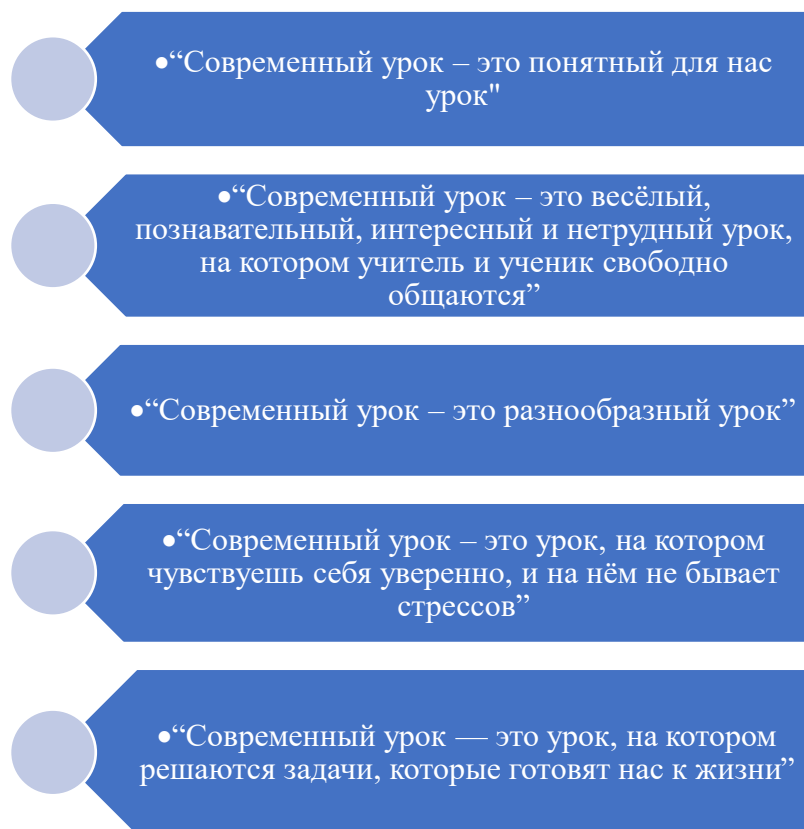 •“Современный урок – это понятный для нас
урок"
•“Современный урок – это весёлый,
познавательный, интересный и нетрудный урок,
на котором учитель и ученик свободно
общаются”
•“Современный урок – это разнообразный урок”
•“Современный урок – это урок, на котором
чувствуешь себя уверенно, и на нём не бывает
стрессов”
•“Современный урок — это урок, на котором
решаются задачи, которые готовят нас к жизни”